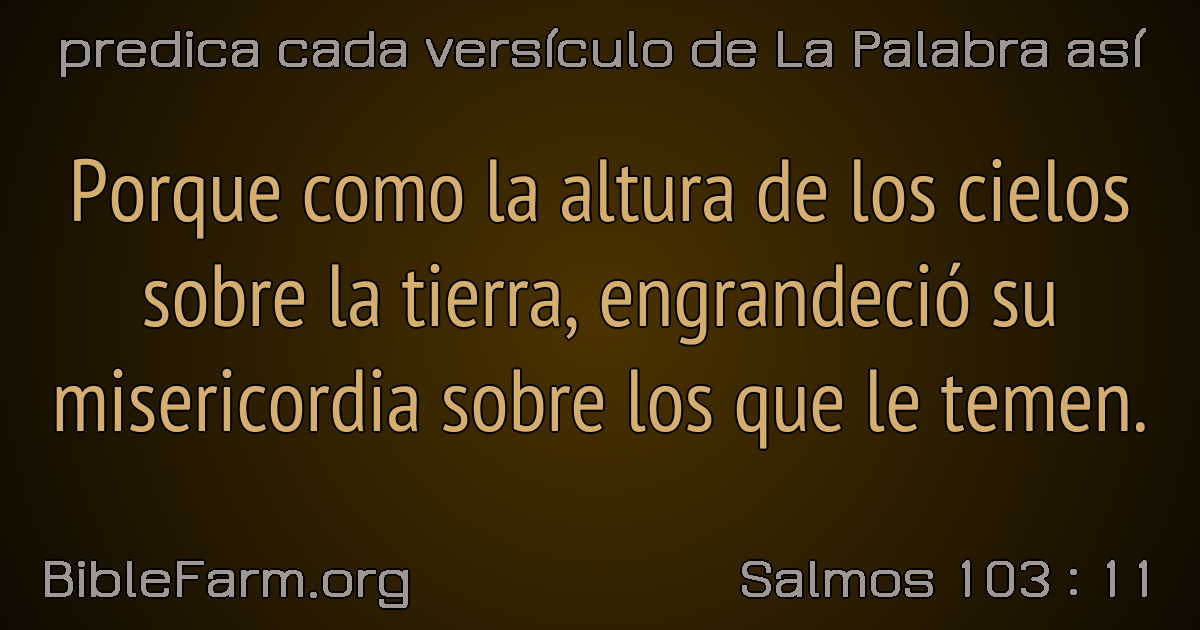 predica cada versículo de La Palabra así
Porque como la altura de los cielos
sobre la tierra, engrandeció su
misericordia sobre los que le temen.
BibleFarm.org
Salmos 103 : 11